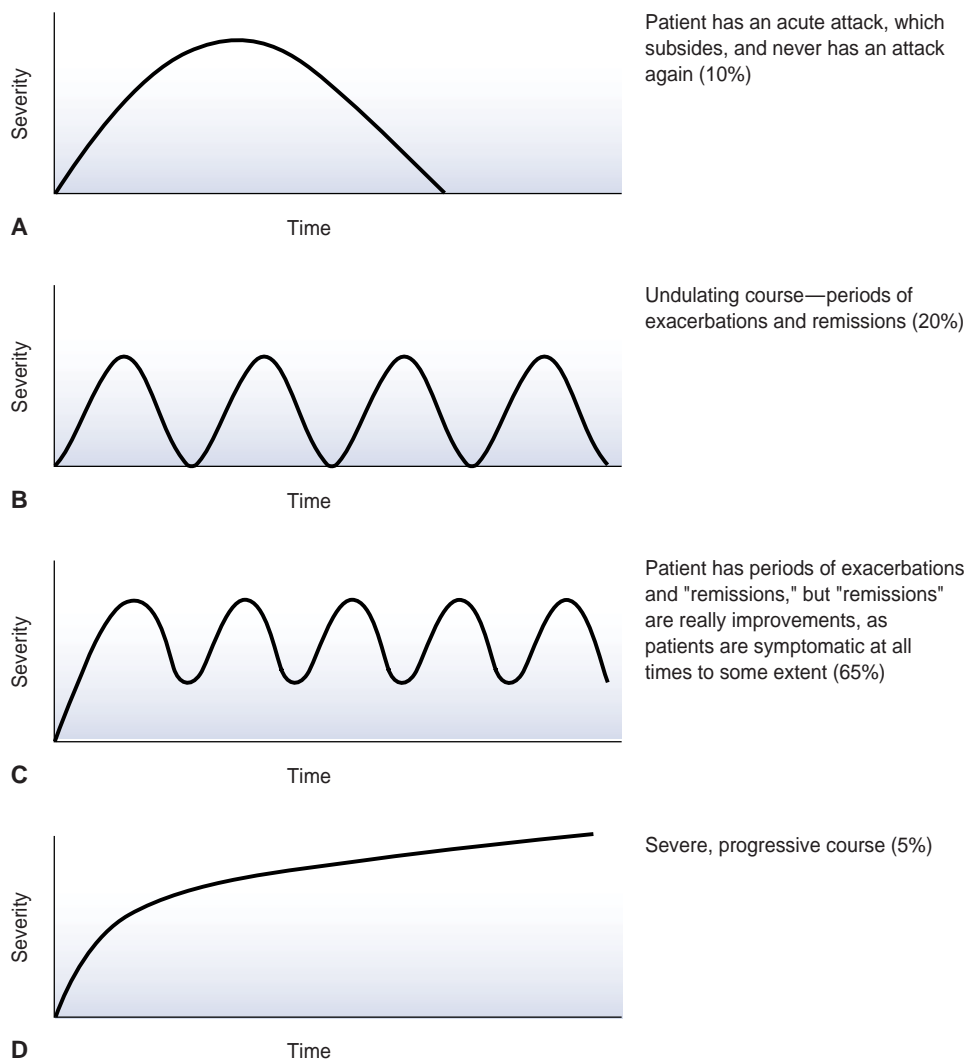 Severity
Patient has an acute attack, which
subsides, and never has an attack
again (10%)
A
Time
Severity
Undulating course—periods of
exacerbations and remissions (20%)
B
Time
Severity
Patient has periods of exacerbations
and "remissions," but "remissions"
are really improvements, as
patients are symptomatic at all
times to some extent (65%)
C
Time
Severity
Severe, progressive course (5%)
D
Time